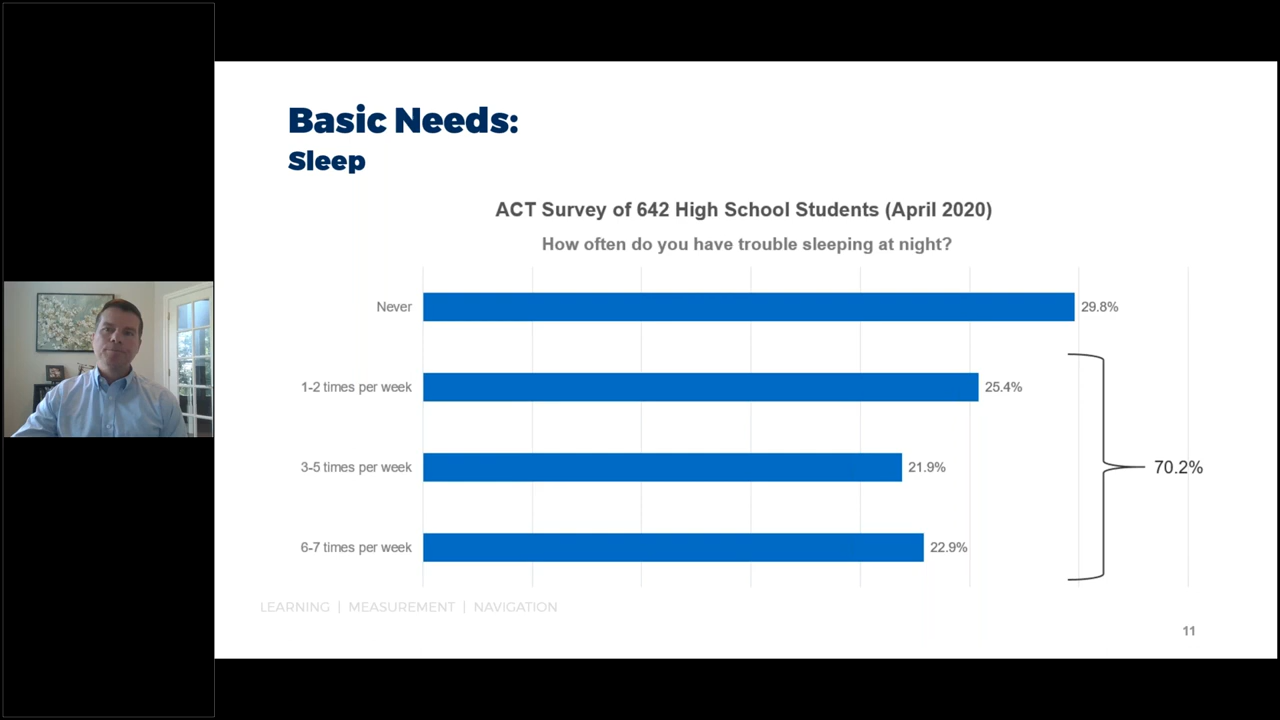 Basic Needs:
Sleep
ACT Survey of 642 High School Students (April 2020)
How often do you have trouble sleeping at night?
Never 29.8%
1-2 times per week 25.4%
3-5 times per week 21.9%
70.2%
6-7 times per week 22.9%
LEARNING | MEASUREMENT | NAVIGATION
11